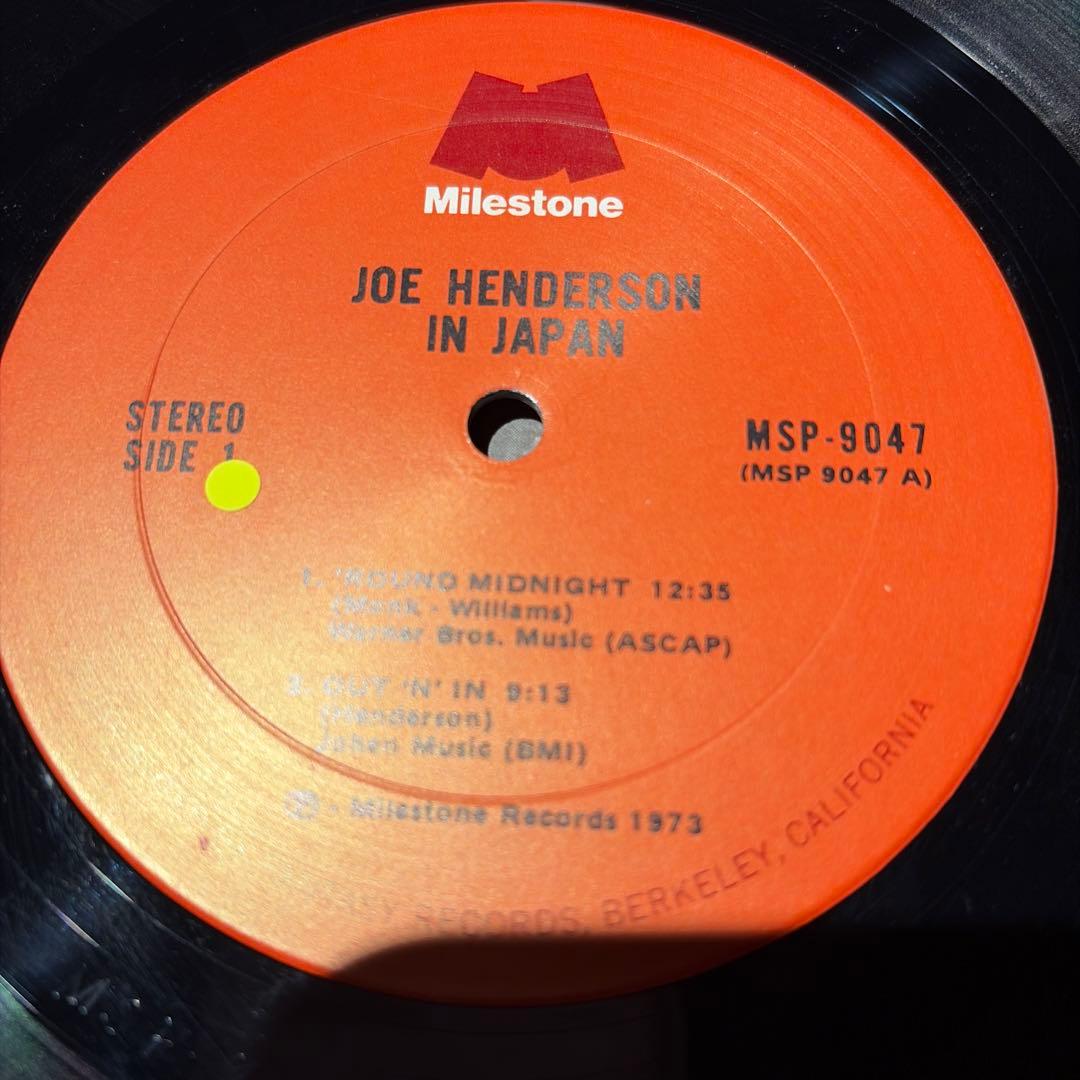 Milestone
JOE HENDERSON
IN JAPAN
STEREO
SIDE 1
MSP-9047
(MSP 9047 A)
1. 'ROUND MIDNIGHT 12:35
(Monk - Williams)
Warner Bros. Music (ASCAP)
2. OUT 'N' IN 9:13
(Henderson)
Johen Music (BMI)
℗ - Milestone Records 1973
RECORDS, BERKELEY, CALIFORNIA